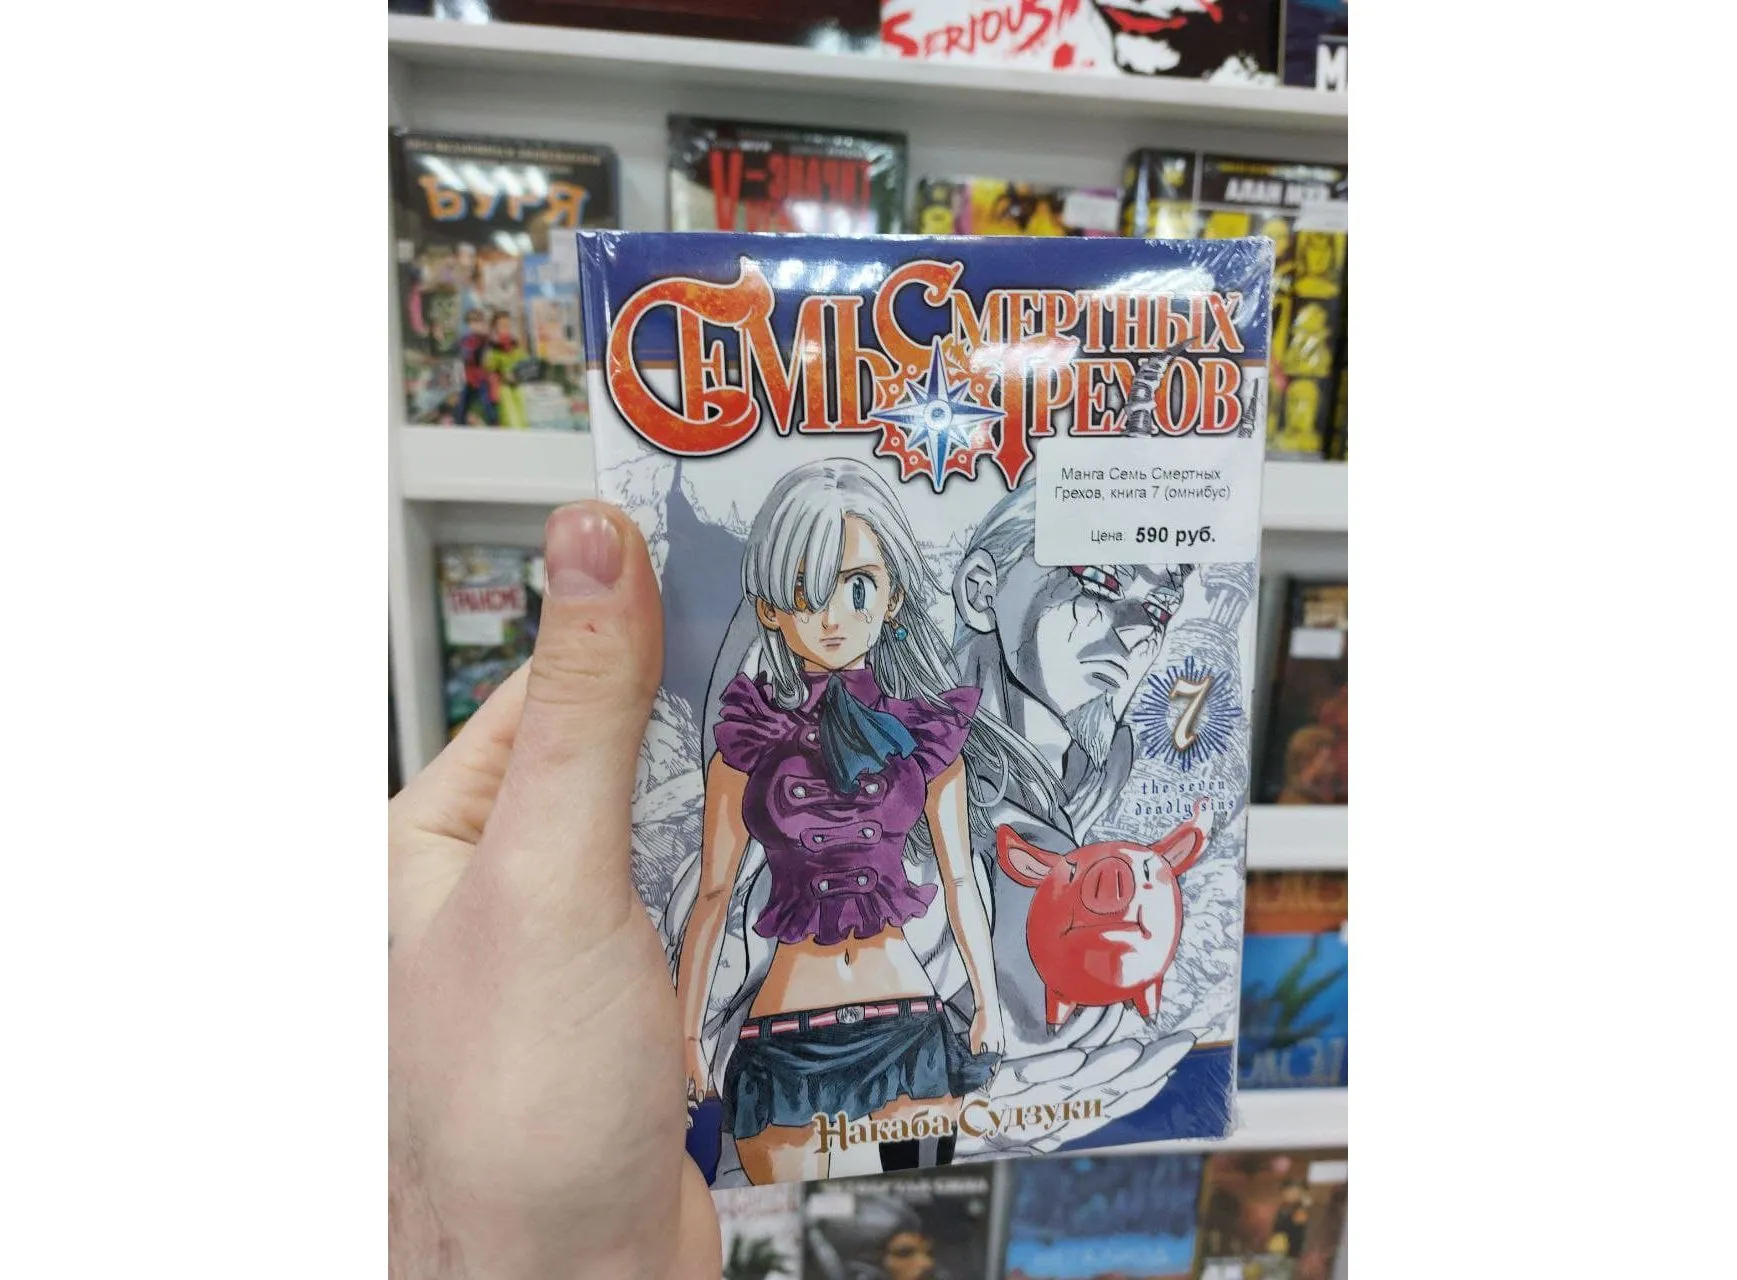 SERIOUS!
БУРЯ
АЛАН МУР
СЕМЬ СМЕРТНЫХ
ГРЕХОВ
Манга Семь Смертных
Грехов, книга 7 (омнибус)
Цена: 590 руб.
7
the seven
deadly sins
Накаба Судзуки